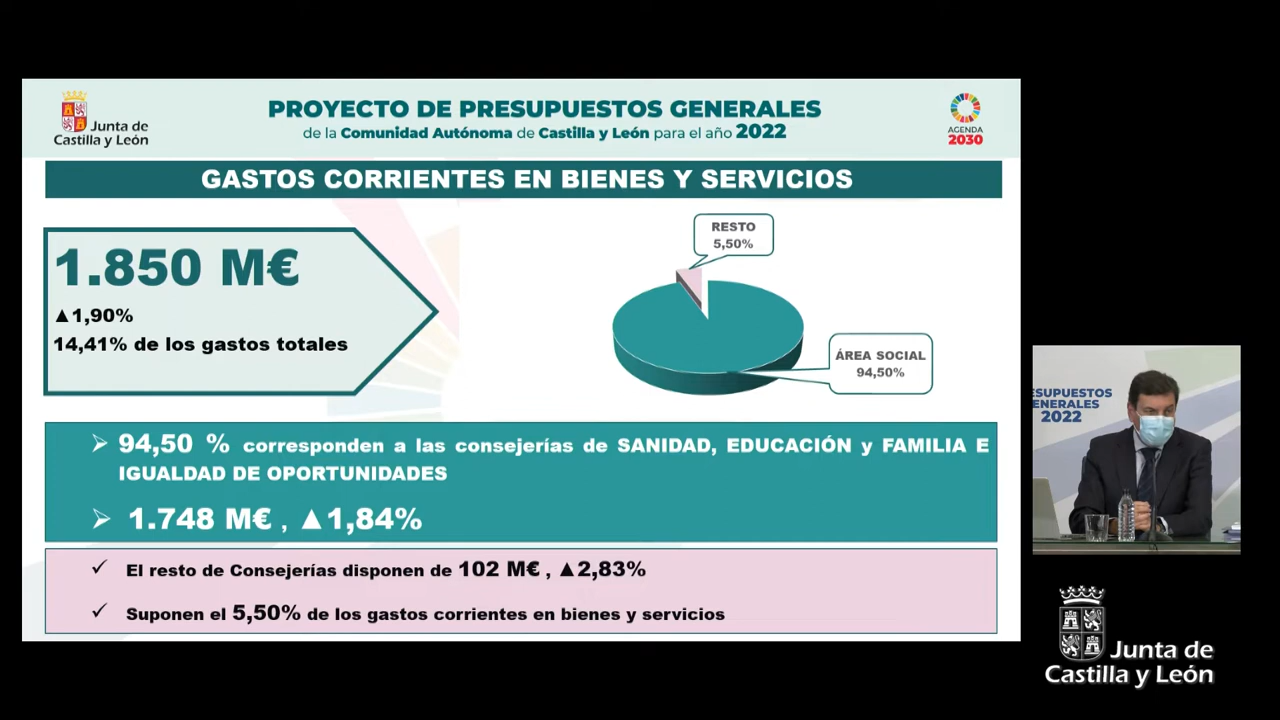 Junta de
Castilla y León
PROYECTO DE PRESUPUESTOS GENERALES
de la Comunidad Autónoma de Castilla y León para el año 2022
AGENDA
2030
GASTOS CORRIENTES EN BIENES Y SERVICIOS
1.850 M€
▲1,90%
14,41% de los gastos totales
RESTO
5,50%
ÁREA SOCIAL
94,50%
94,50 % corresponden a las consejerías de SANIDAD, EDUCACIÓN y FAMILIA E
IGUALDAD DE OPORTUNIDADES
1.748 M€ , ▲1,84%
El resto de Consejerías disponen de 102 M€ , ▲2,83%
Suponen el 5,50% de los gastos corrientes en bienes y servicios
ESUPUESTOS
ENERALES
2022
Junta de
Castilla y León